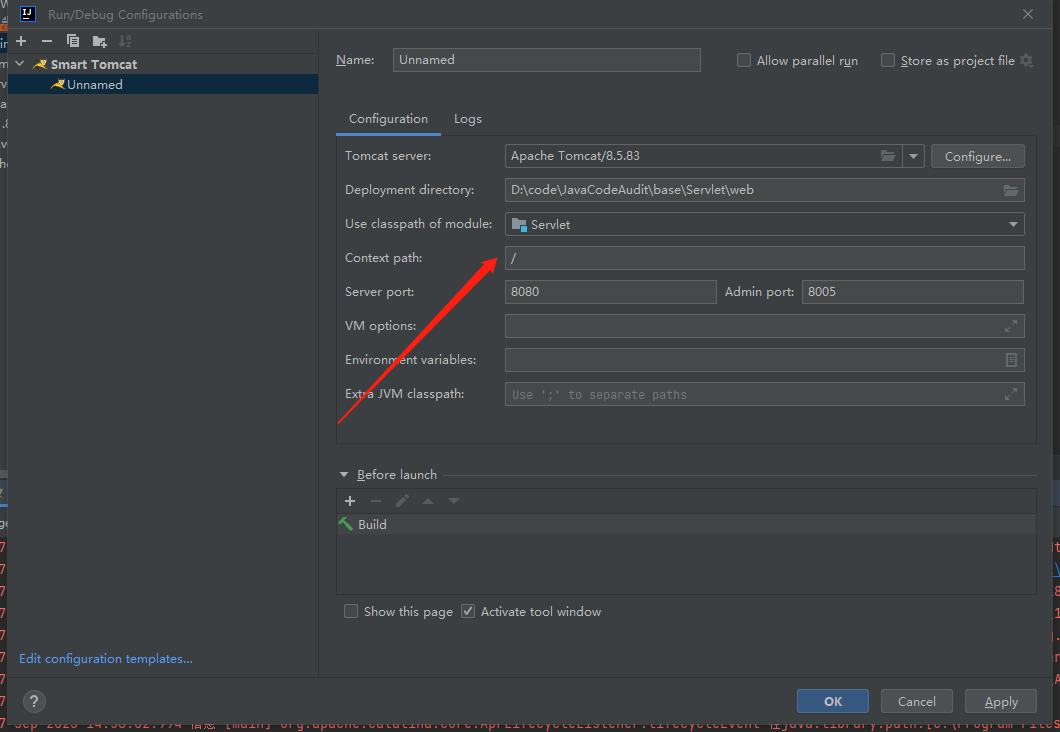 Run/Debug Configurations
Smart Tomcat
Unnamed
Edit configuration templates...
Name: Unnamed Allow parallel run Store as project file
Configuration Logs
Tomcat server: Apache Tomcat/8.5.83 Configure...
Deployment directory: D:\code\JavaCodeAudit\base\Servlet\web
Use classpath of module: Servlet
Context path: /
Server port: 8080 Admin port: 8005
VM options:
Environment variables:
Extra JVM classpath: Use ';' to separate paths
Before launch
Build
Show this page Activate tool window
? OK Cancel Apply